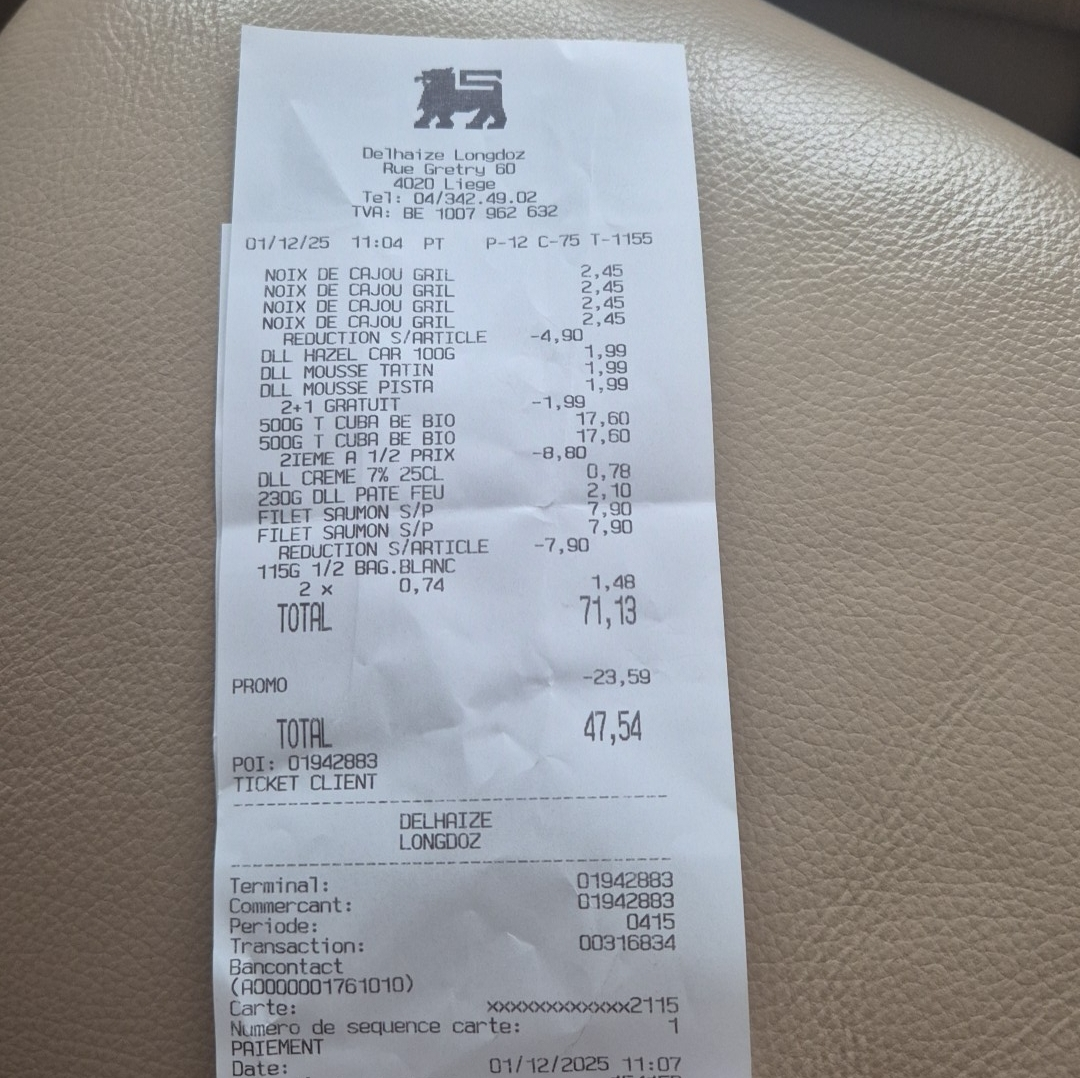 Delhaize Longdoz
Rue Gretry 60
4020 Liege
Tel: 04/342.49.02
TVA: BE 1007 962 632
01/12/25 11:04 PT P-12 C-75 T-1155
NOIX DE CAJOU GRIL 2,45
NOIX DE CAJOU GRIL 2,45
NOIX DE CAJOU GRIL 2,45
NOIX DE CAJOU GRIL 2,45
REDUCTION S/ARTICLE -4,90
DLL HAZEL CAR 100G 1,99
DLL MOUSSE TATIN 1,99
DLL MOUSSE PISTA 1,99
2+1 GRATUIT -1,99
500G T CUBA BE BIO 17,60
500G T CUBA BE BIO 17,60
2IEME A 1/2 PRIX -8,80
DLL CREME 7% 25CL 0,78
230G DLL PATE FEU 2,10
FILET SAUMON S/P 7,90
FILET SAUMON S/P 7,90
REDUCTION S/ARTICLE -7,90
115G 1/2 BAG.BLANC
2 x 0,74 1,48
TOTAL 71,13
PROMO -23,59
TOTAL 47,54
POI: 01942883
TICKET CLIENT
DELHAIZE
LONGDOZ
Terminal: 01942883
Commercant: 01942883
Periode: 0415
Transaction: 00316834
Bancontact
(A0000001761010)
Carte: xxxxxxxxxxxxx2115
Numero de sequence carte: 1
PAIEMENT
Date: 01/12/2025 11:07